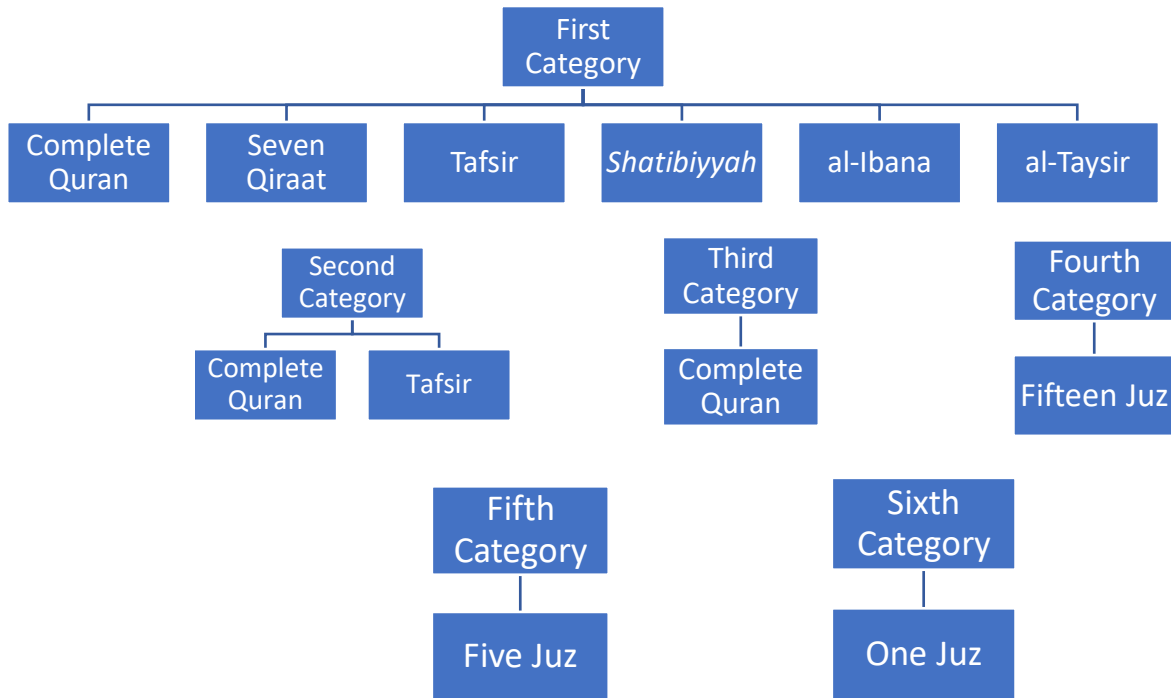 First
Category
Complete
Quran
Seven
Qiraat
Tafsir
Shatibiyyah
al-Ibana
al-Taysir
Second
Category
Complete
Quran
Tafsir
Third
Category
Complete
Quran
Fourth
Category
Fifteen Juz
Fifth
Category
Five Juz
Sixth
Category
One Juz